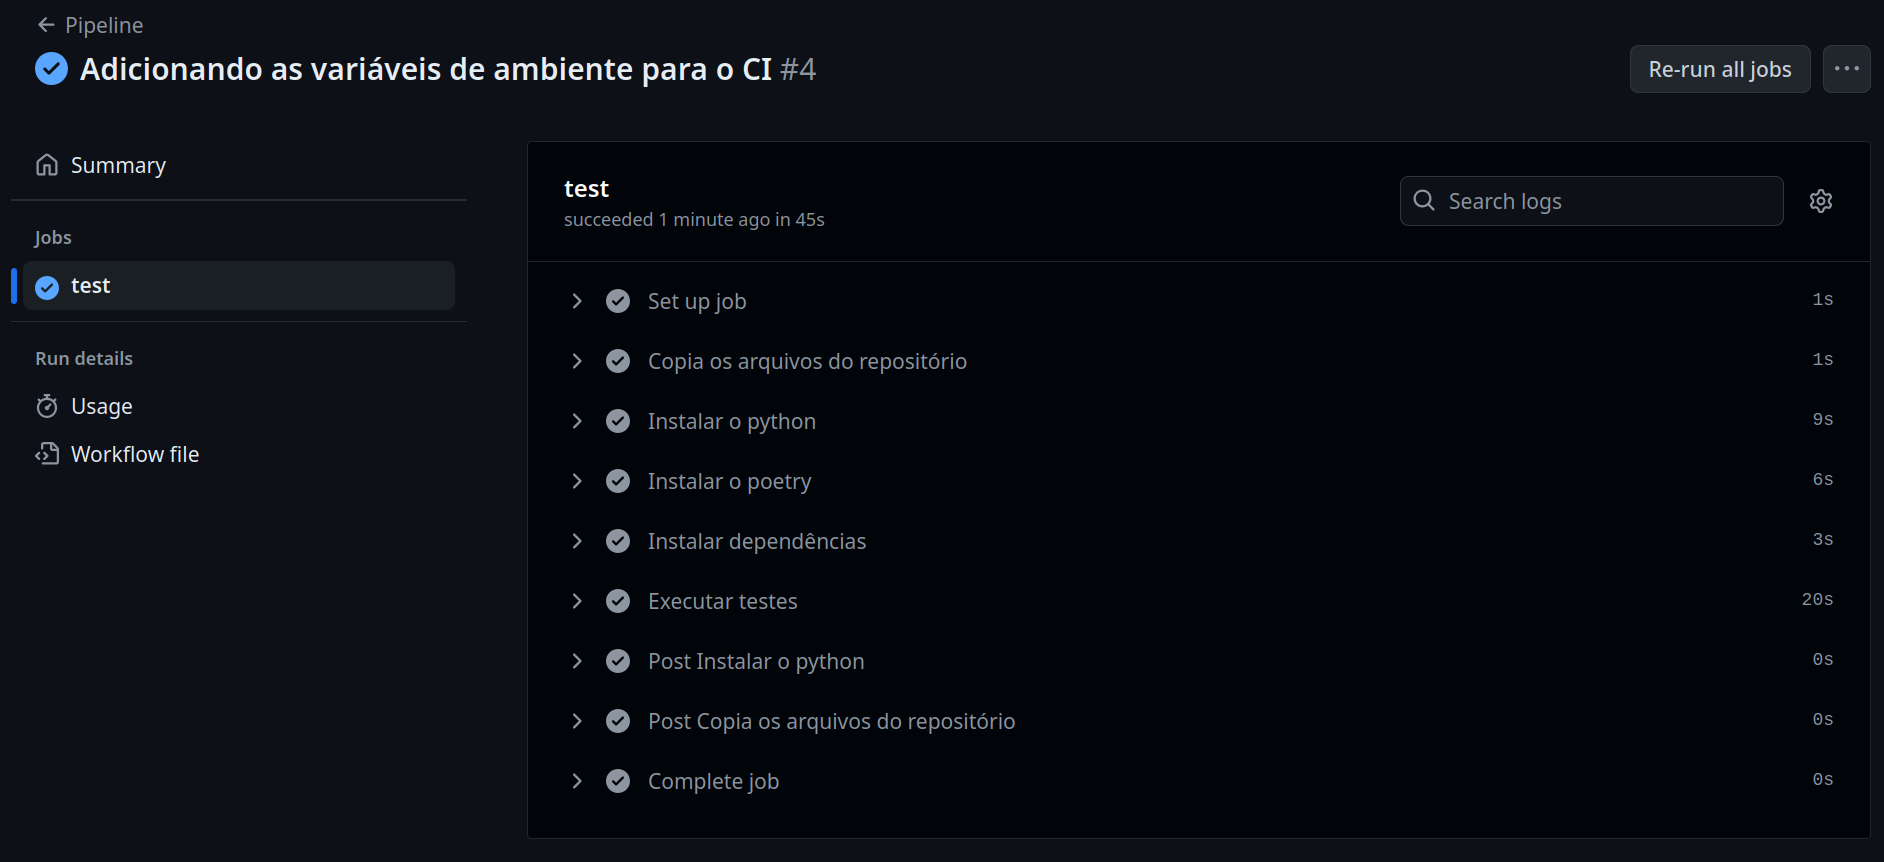 Pipeline
Adicionando as variáveis de ambiente para o CI #4
Re-run all jobs
Summary
Jobs
test
Run details
Usage
Workflow file
test
succeeded 1 minute ago in 45s
Search logs
Set up job 1s
Copia os arquivos do repositório 1s
Instalar o python 9s
Instalar o poetry 6s
Instalar dependências 3s
Executar testes 20s
Post Instalar o python 0s
Post Copia os arquivos do repositório 0s
Complete job 0s